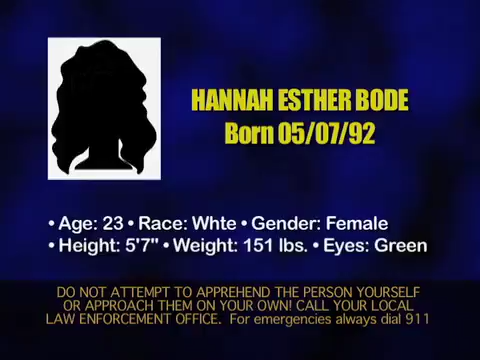 HANNAH ESTHER BODE
Born 05/07/92
• Age: 23 • Race: Whte • Gender: Female
• Height: 5'7" • Weight: 151 lbs. • Eyes: Green
DO NOT ATTEMPT TO APPREHEND THE PERSON YOURSELF
OR APPROACH THEM ON YOUR OWN! CALL YOUR LOCAL
LAW ENFORCEMENT OFFICE. For emergencies always dial 911